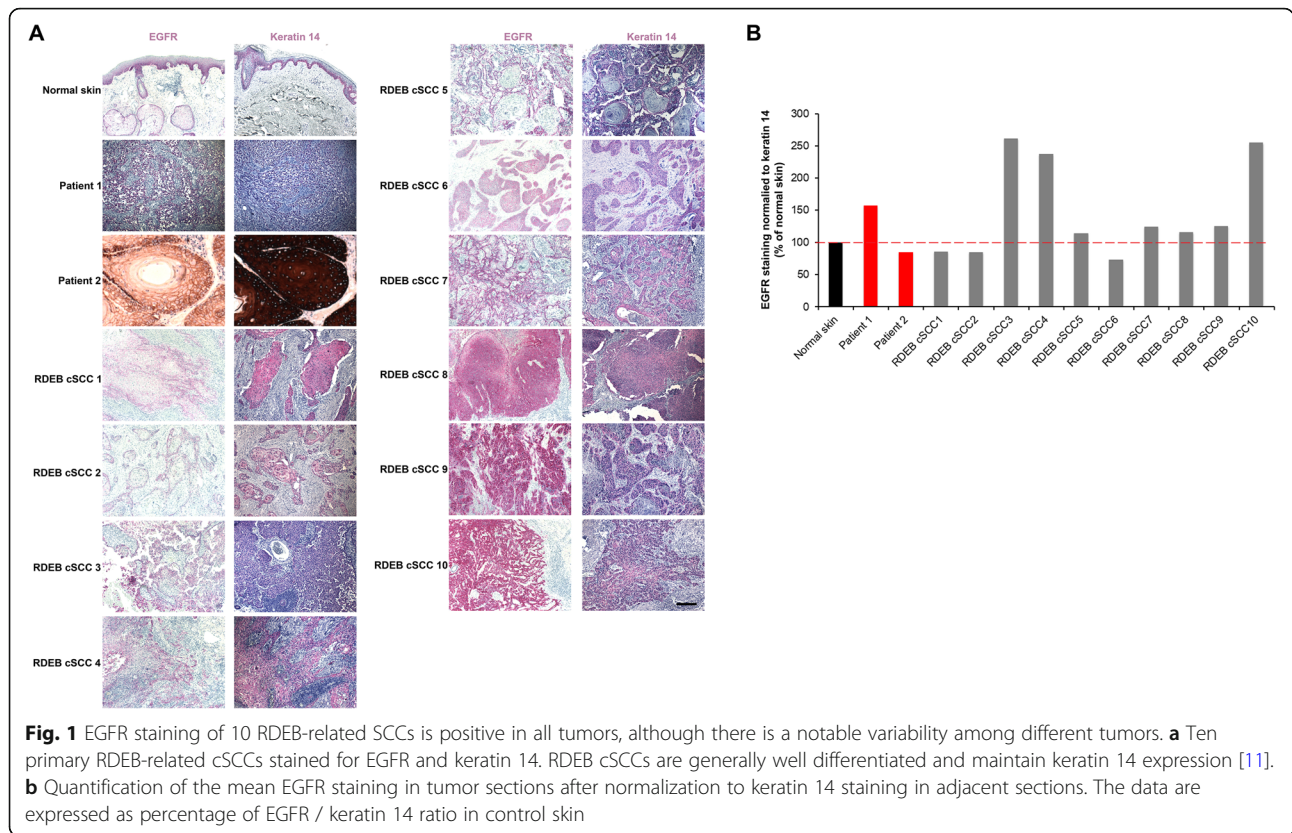 A
EGFR
Keratin 14
Normal skin
Patient 1
Patient 2
RDEB cSCC 1
RDEB cSCC 2
RDEB cSCC 3
RDEB cSCC 4
EGFR
Keratin 14
RDEB cSCC 5
RDEB cSCC 6
RDEB cSCC 7
RDEB cSCC 8
RDEB cSCC 9
RDEB cSCC 10
B
EGFR staining normalied to keratin 14
(% of normal skin)
300
250
200
150
100
50
0
Normal skin
Patient 1
Patient 2
RDEB cSCC1
RDEB cSCC2
RDEB cSCC3
RDEB cSCC4
RDEB cSCC5
RDEB cSCC6
RDEB cSCC7
RDEB cSCC8
RDEB cSCC9
RDEB cSCC10
Fig. 1 EGFR staining of 10 RDEB-related SCCs is positive in all tumors, although there is a notable variability among different tumors. a Ten
primary RDEB-related cSCCs stained for EGFR and keratin 14. RDEB cSCCs are generally well differentiated and maintain keratin 14 expression [11].
b Quantification of the mean EGFR staining in tumor sections after normalization to keratin 14 staining in adjacent sections. The data are
expressed as percentage of EGFR / keratin 14 ratio in control skin